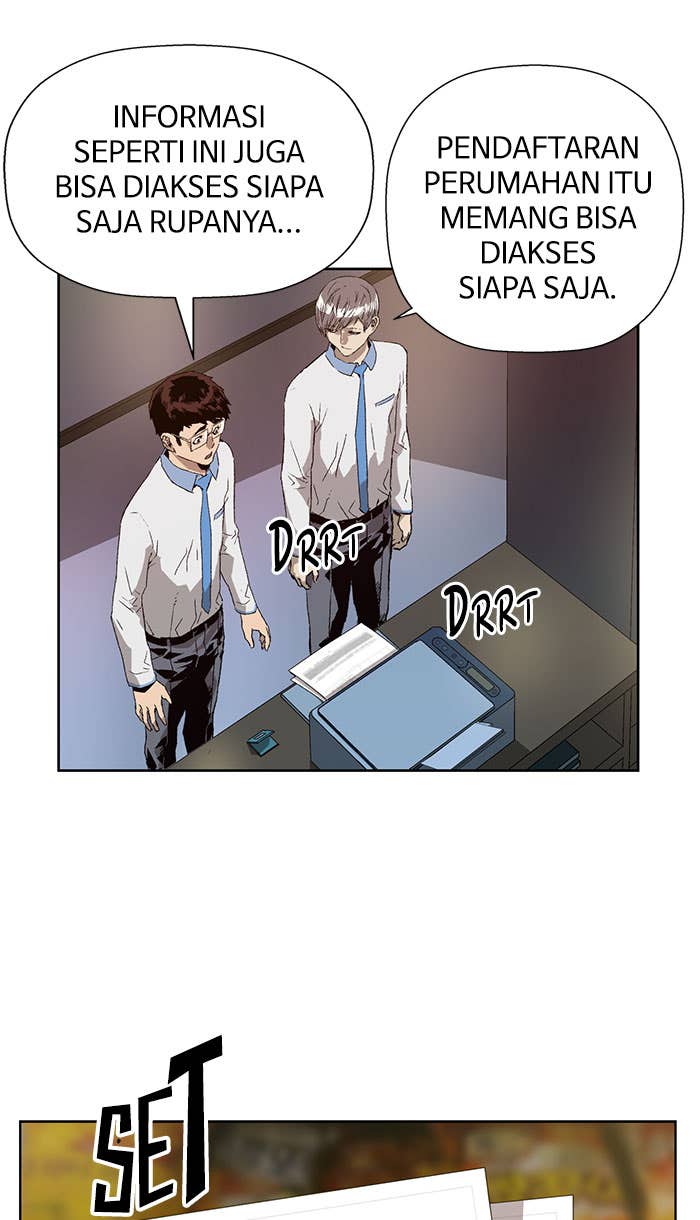 INFORMASI
SEPERTI INI JUGA
BISA DIAKSES SIAPA
SAJA RUPANYA...
PENDAFTARAN
PERUMAHAN ITU
MEMANG BISA
DIAKSES
SIAPA SAJA.
DRRT
DRRT
SET